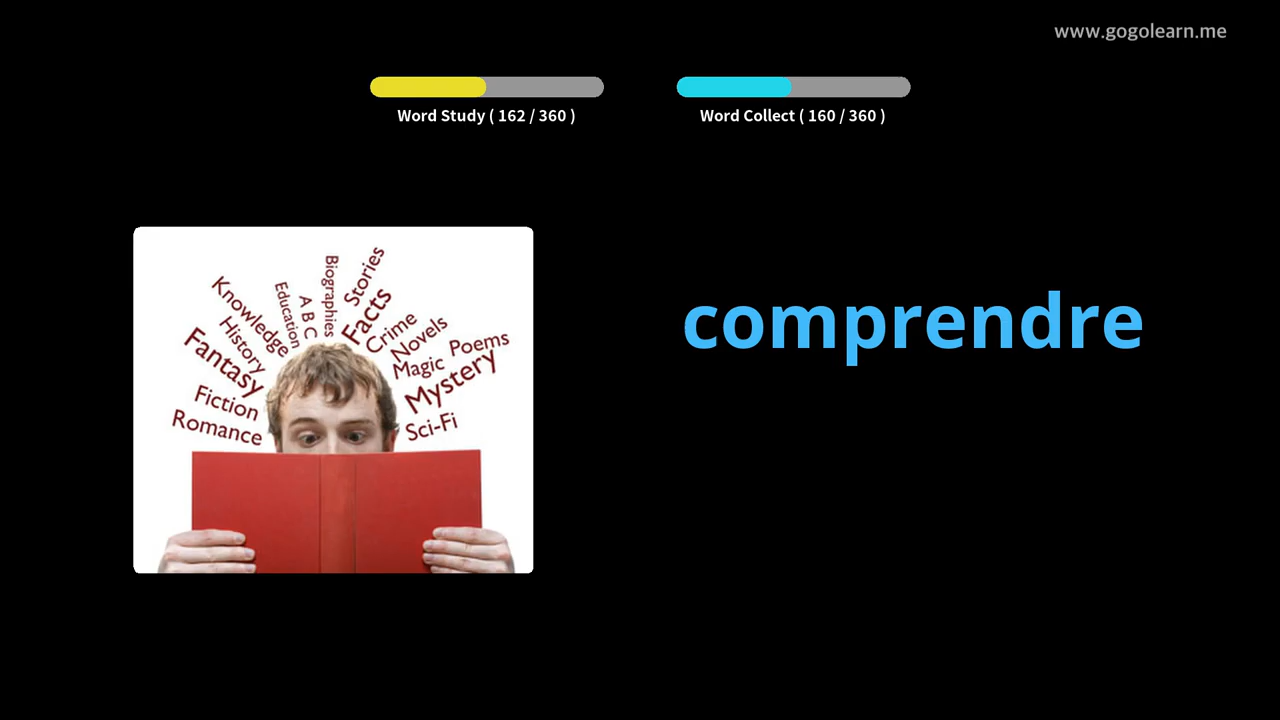 www.gogolearn.me
Word Study ( 162 / 360 )
Word Collect ( 160 / 360 )
comprendre
Stories
Biographies
Facts
A B C
Education
Knowledge
Crime
History
Novels
Poems
Fantasy
Magic
Mystery
Fiction
Sci-Fi
Romance